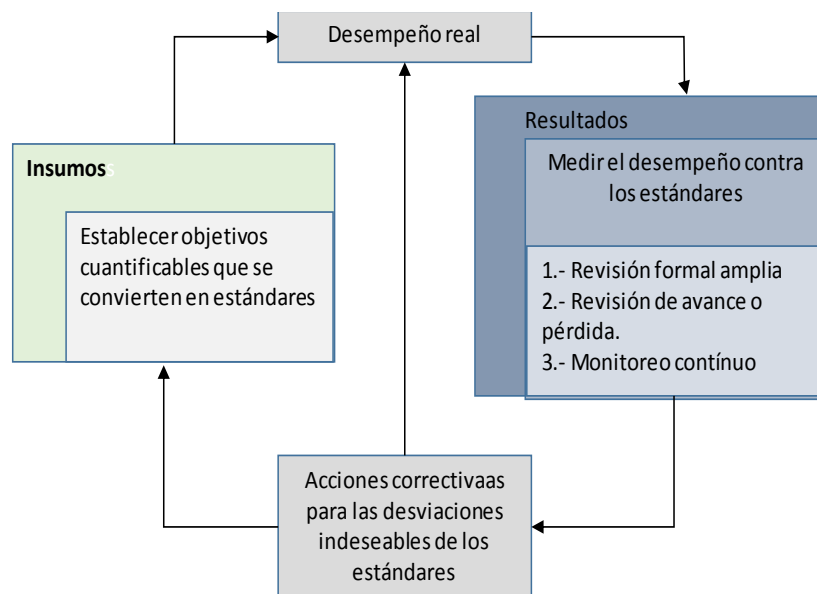 Desempeño real
Insumos
Establecer objetivos
cuantificables que se
convierten en estándares
Resultados
Medir el desempeño contra
los estándares
1.- Revisión formal amplia
2.- Revisión de avance o
pérdida.
3.- Monitoreo contínuo
Acciones correctivaas
para las desviaciones
indeseables de los
estándares